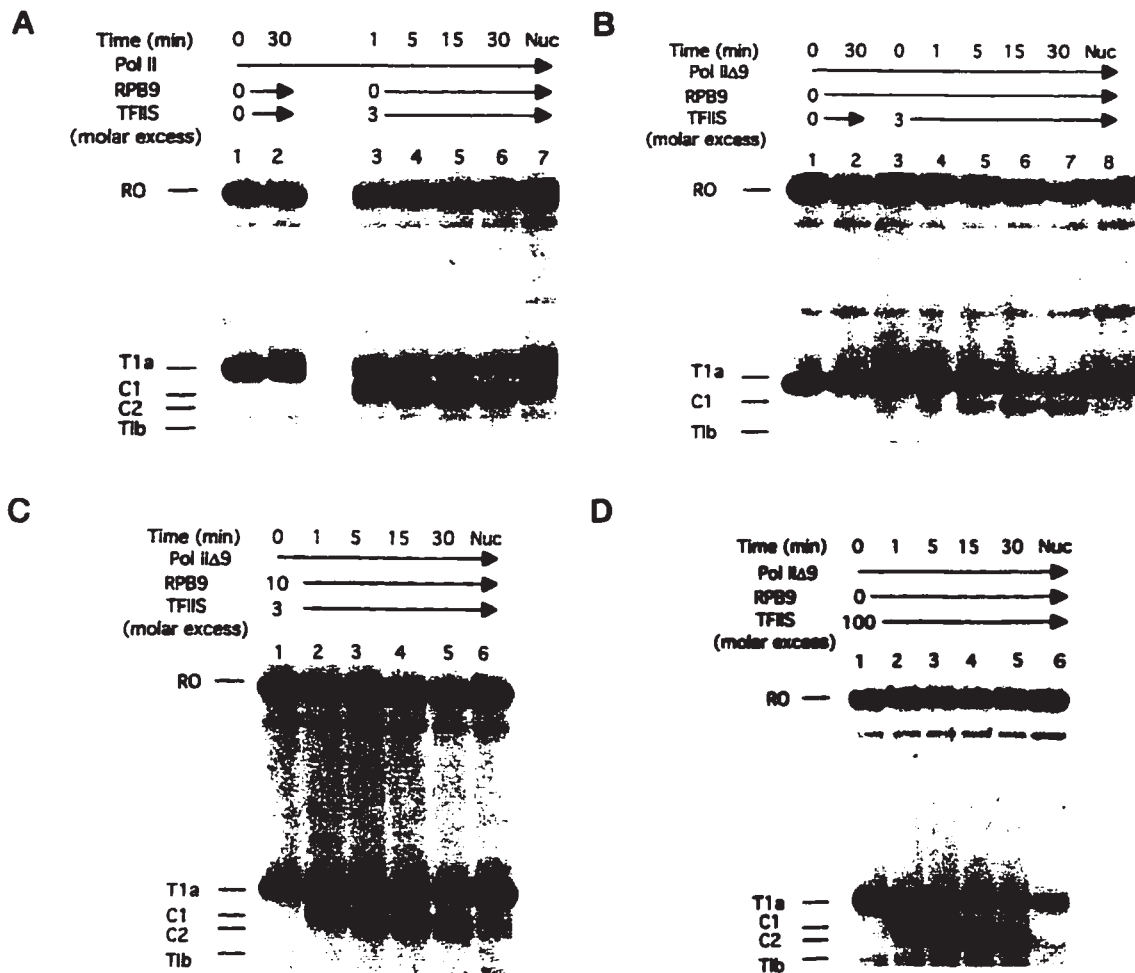 A
Time (min) 0 30 1 5 15 30 Nuc
Pol II
RPB9 0 0
TFIIS 0 3
(molar excess)
1 2 3 4 5 6 7
RO
T1a
C1
C2
TIb
B
Time (min) 0 30 0 1 5 15 30 Nuc
Pol IIΔ9
RPB9 0
TFIIS 0 3
(molar excess)
1 2 3 4 5 6 7 8
RO
T1a
C1
TIb
C
Time (min) 0 1 5 15 30 Nuc
Pol iiΔ9
RPB9 10
TFIIS 3
(molar excess)
1 2 3 4 5 6
RO
T1a
C1
C2
TIb
D
Time (min) 0 1 5 15 30 Nuc
Pol IIΔ9
RPB9 0
TFIIS 100
(molar excess)
1 2 3 4 5 6
RO
T1a
C1
C2
TIb